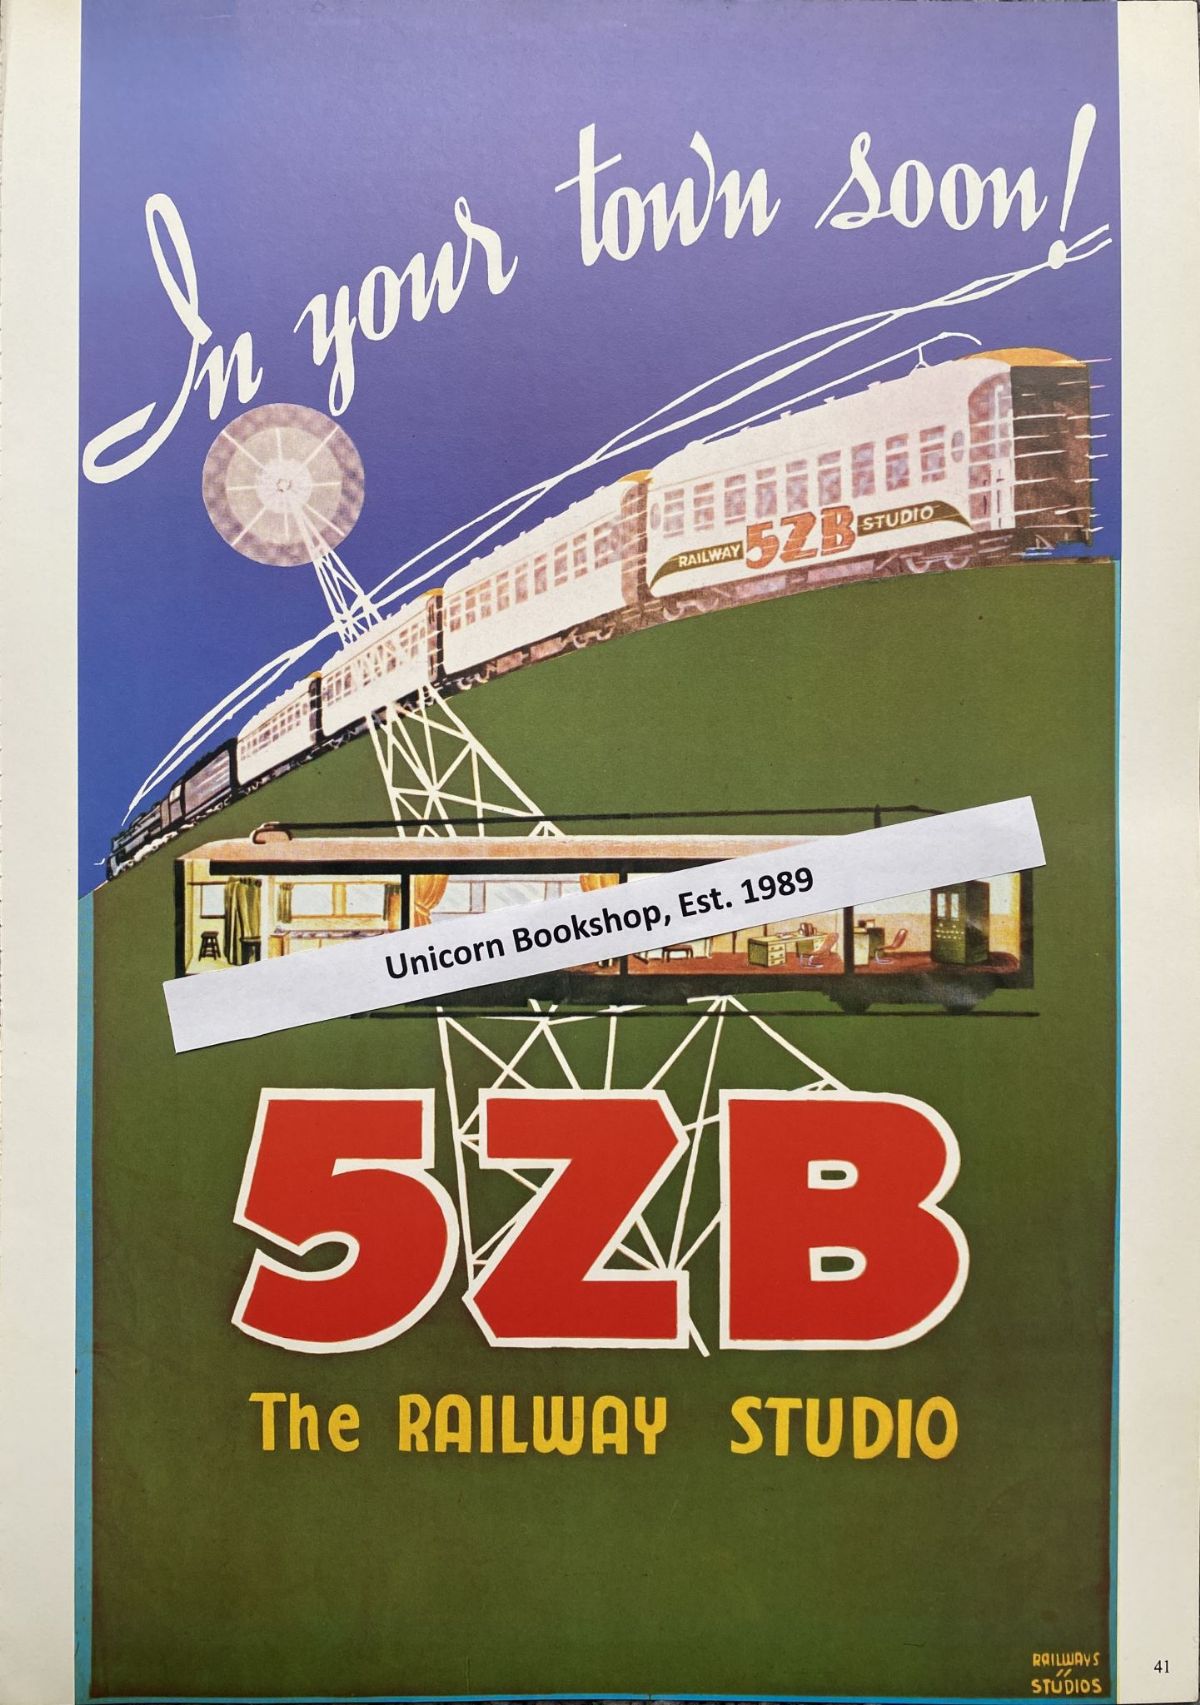 In your town soon!
RAILWAY 5ZB STUDIO
Unicorn Bookshop, Est. 1989
5ZB
The RAILWAY STUDIO
RAILWAYS
STUDIOS
41